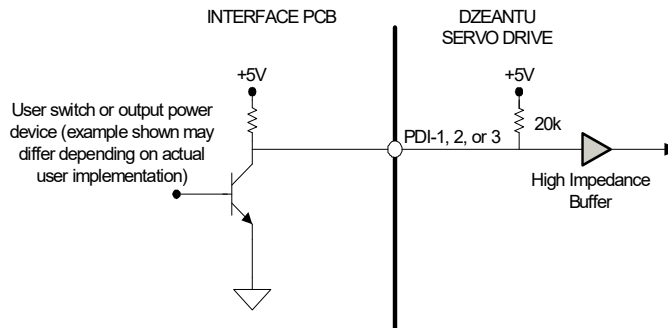 INTERFACE PCB
DZEANTU
SERVO DRIVE
+5V
+5V
User switch or output power
device (example shown may
differ depending on actual
user implementation)
PDI-1, 2, or 3
20k
High Impedance
Buffer